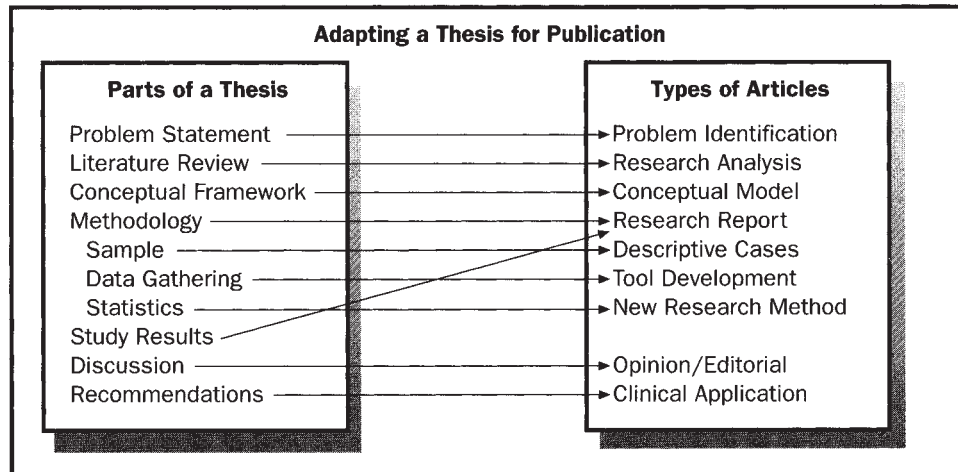 Adapting a Thesis for Publication
Parts of a Thesis
Problem Statement
Literature Review
Conceptual Framework
Methodology
Sample
Data Gathering
Statistics
Study Results
Discussion
Recommendations
Types of Articles
Problem Identification
Research Analysis
Conceptual Model
Research Report
Descriptive Cases
Tool Development
New Research Method
Opinion/Editorial
Clinical Application